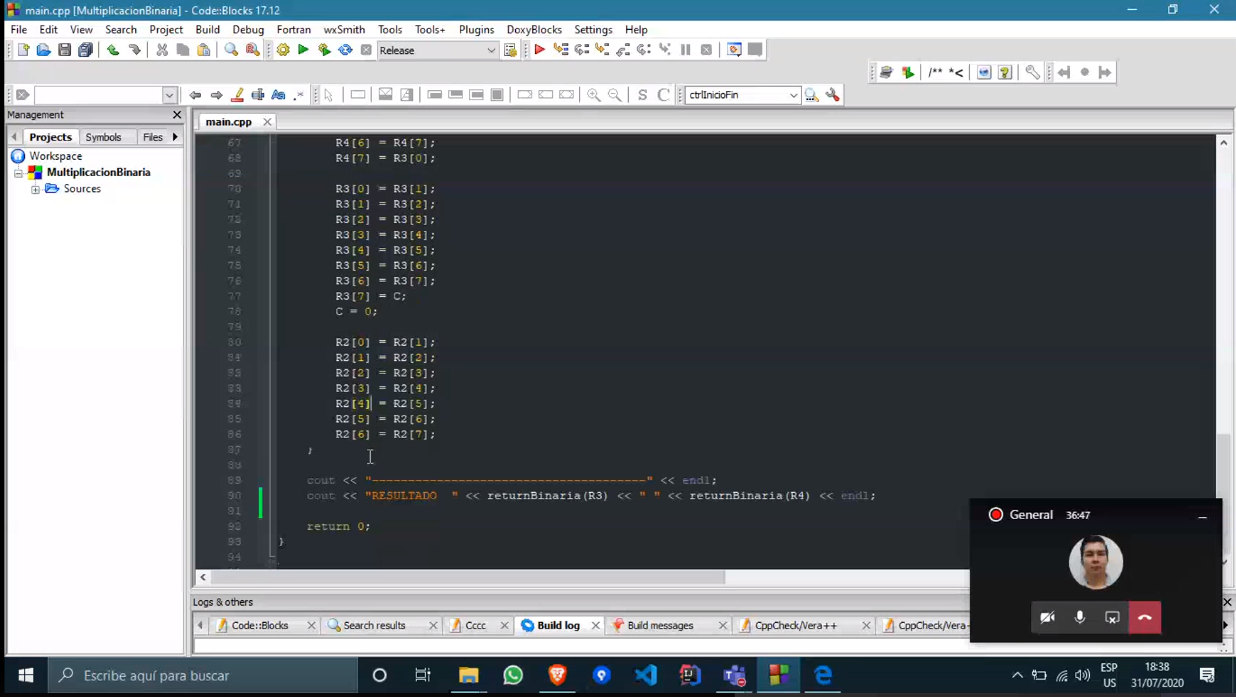 main.cpp [MultiplicacionBinaria] - Code::Blocks 17.12
File Edit View Search Project Build Debug Fortran wxSmith Tools Tools+ Plugins DoxyBlocks Settings Help
Release
/** *<
ctrlInicioFin
Management
main.cpp
Projects Symbols Files
Workspace
MultiplicacionBinaria
Sources
67 R4[6] = R4[7];
68 R4[7] = R3[0];
69
70 R3[0] = R3[1];
71 R3[1] = R3[2];
72 R3[2] = R3[3];
73 R3[3] = R3[4];
74 R3[4] = R3[5];
75 R3[5] = R3[6];
76 R3[6] = R3[7];
77 R3[7] = C;
78 C = 0;
79
80 R2[0] = R2[1];
81 R2[1] = R2[2];
82 R2[2] = R2[3];
83 R2[3] = R2[4];
84 R2[4] = R2[5];
85 R2[5] = R2[6];
86 R2[6] = R2[7];
87
88
89 cout << "--------------------------------------" << endl;
90 cout << "RESULTADO " << returnBinaria(R3) << " " << returnBinaria(R4) << endl;
91
92 return 0;
93 }
94
General 36:47
Logs & others
Code::Blocks Search results Cccc Build log Build messages CppCheck/Vera++ CppCheck/Vera
Escribe aquí para buscar
ESP
US
18:38
31/07/2020